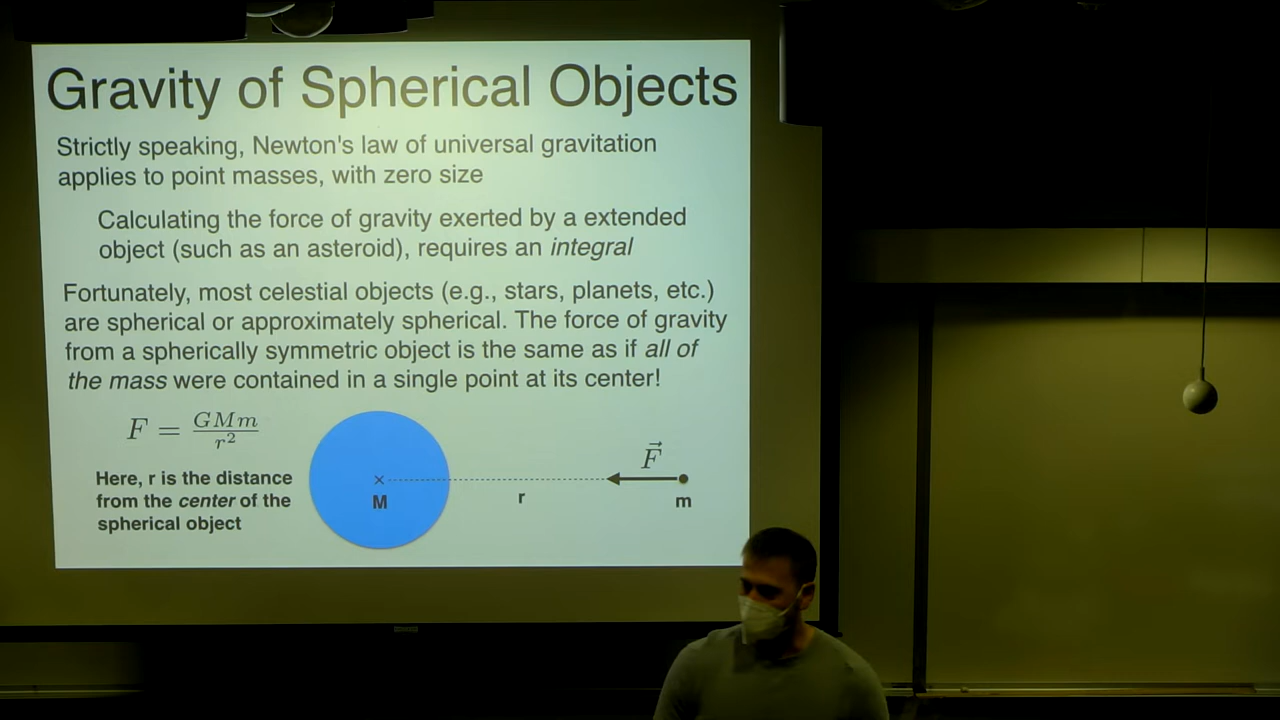 Gravity of Spherical Objects
Strictly speaking, Newton's law of universal gravitation
applies to point masses, with zero size
Calculating the force of gravity exerted by a extended
object (such as an asteroid), requires an integral
Fortunately, most celestial objects (e.g., stars, planets, etc.)
are spherical or approximately spherical. The force of gravity
from a spherically symmetric object is the same as if all of
the mass were contained in a single point at its center!
F = GMm / r²
Here, r is the distance
from the center of the
spherical object
M
r
F⃗
m